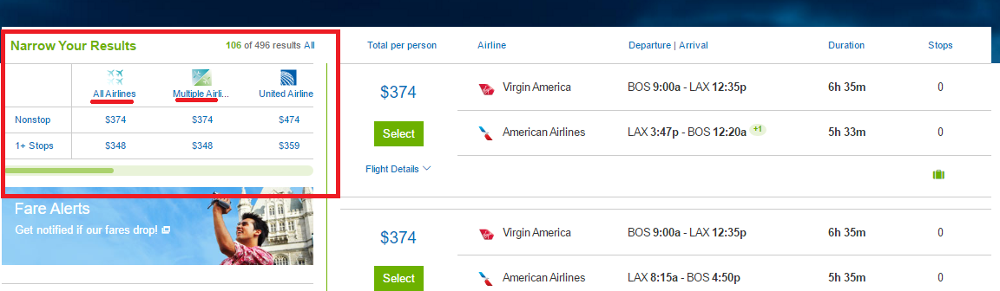 Narrow Your Results 106 of 496 results All
All Airlines Multiple Airli... United Airline
Nonstop $374 $374 $474
1+ Stops $348 $348 $359
Fare Alerts
Get notified if our fares drop!
Total per person Airline Departure | Arrival Duration Stops
$374 Virgin America BOS 9:00a - LAX 12:35p 6h 35m 0
Select American Airlines LAX 3:47p - BOS 12:20a +1 5h 33m 0
Flight Details
$374 Virgin America BOS 9:00a - LAX 12:35p 6h 35m 0
Select American Airlines LAX 8:15a - BOS 4:50p 5h 35m 0